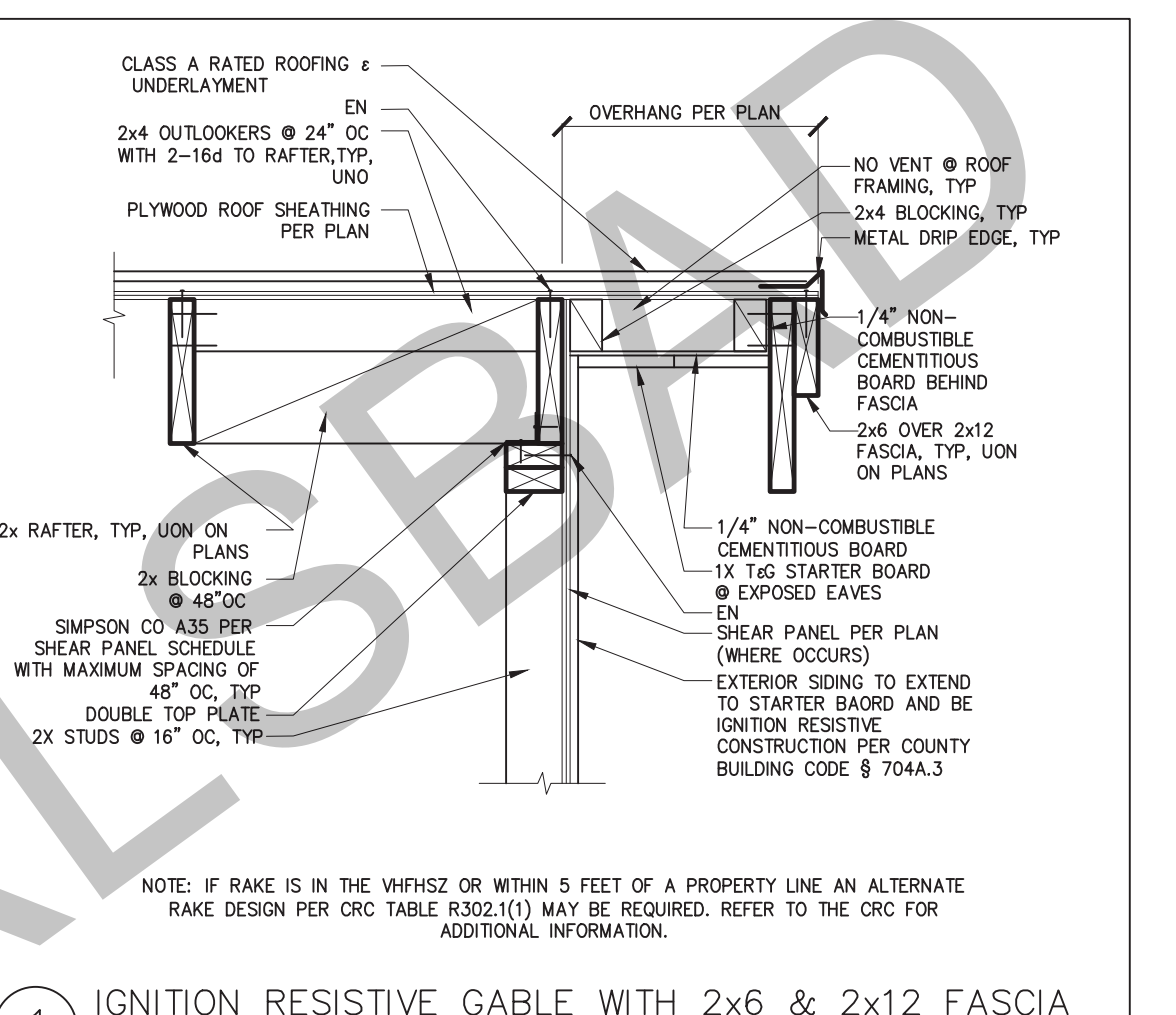 CLASS A RATED ROOFING & UNDERLAYMENT
EN
2x4 OUTLOOKERS @ 24" OC
WITH 2-16d TO RAFTER,TYP,
UNO
PLYWOOD ROOF SHEATHING
PER PLAN
OVERHANG PER PLAN
NO VENT @ ROOF
FRAMING, TYP
2x4 BLOCKING, TYP
METAL DRIP EDGE, TYP
1/4" NON-
COMBUSTIBLE
CEMENTITIOUS
BOARD BEHIND
FASCIA
2x6 OVER 2x12
FASCIA, TYP, UON
ON PLANS
2x RAFTER, TYP, UON ON
PLANS
2x BLOCKING
@ 48"OC
SIMPSON CO A35 PER
SHEAR PANEL SCHEDULE
WITH MAXIMUM SPACING OF
48" OC, TYP
DOUBLE TOP PLATE
2X STUDS @ 16" OC, TYP
1/4" NON-COMBUSTIBLE
CEMENTITIOUS BOARD
1X T&G STARTER BOARD
@ EXPOSED EAVES
EN
SHEAR PANEL PER PLAN
(WHERE OCCURS)
EXTERIOR SIDING TO EXTEND
TO STARTER BAORD AND BE
IGNITION RESISTIVE
CONSTRUCTION PER COUNTY
BUILDING CODE § 704A.3
NOTE: IF RAKE IS IN THE VHFHSZ OR WITHIN 5 FEET OF A PROPERTY LINE AN ALTERNATE
RAKE DESIGN PER CRC TABLE R302.1(1) MAY BE REQUIRED. REFER TO THE CRC FOR
ADDITIONAL INFORMATION.
IGNITION RESISTIVE GABLE WITH 2x6 & 2x12 FASCIA